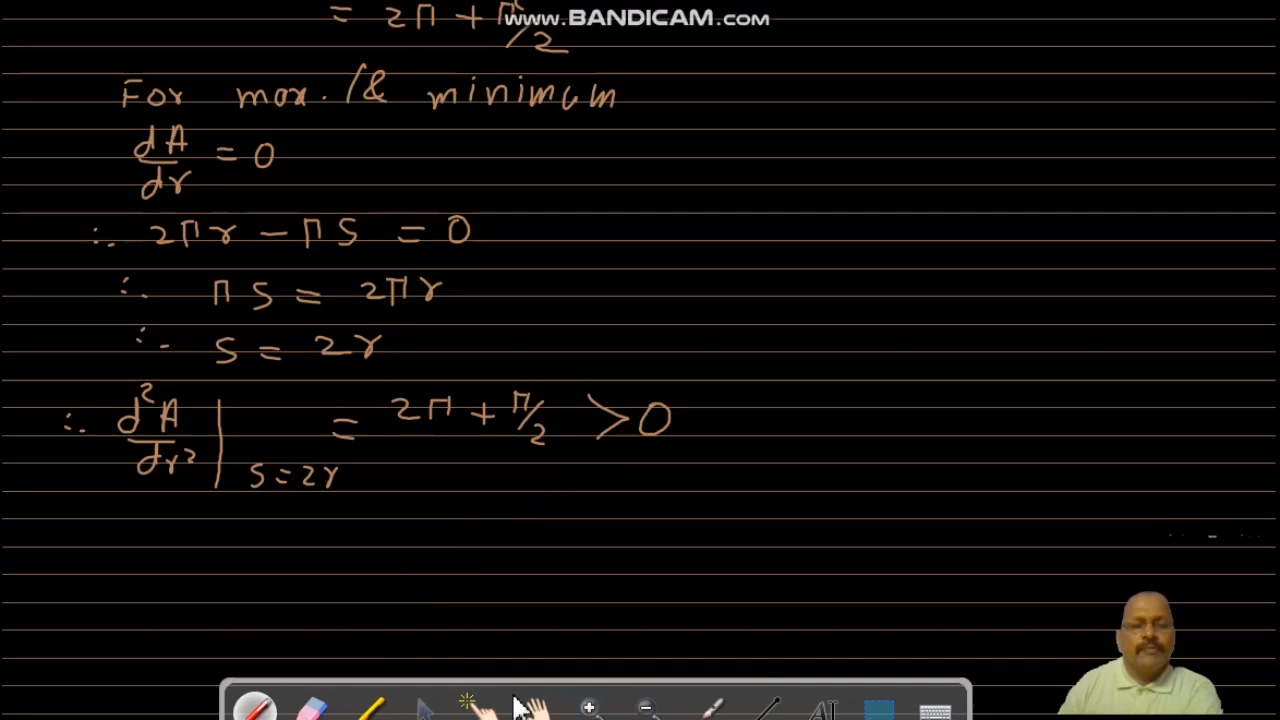 = 2π + π²/2
www.BANDICAM.com
For max. /& minimum
dA/dr = 0
∴ 2πr − πS = 0
∴ πS = 2πr
∴ S = 2r
∴ d²A/dr² | S=2r = 2π + π/2 > 0